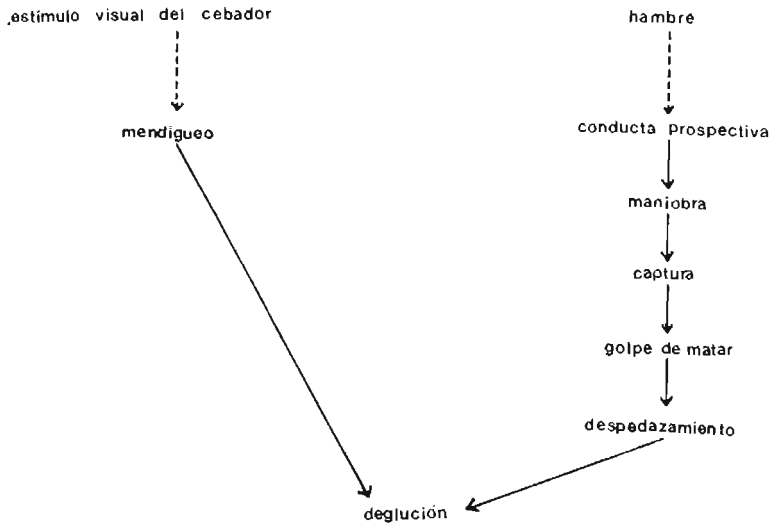 estímulo visual del cebador
hambre
mendigueo
conducta prospectiva
maniobra
captura
golpe de matar
despedazamiento
deglución